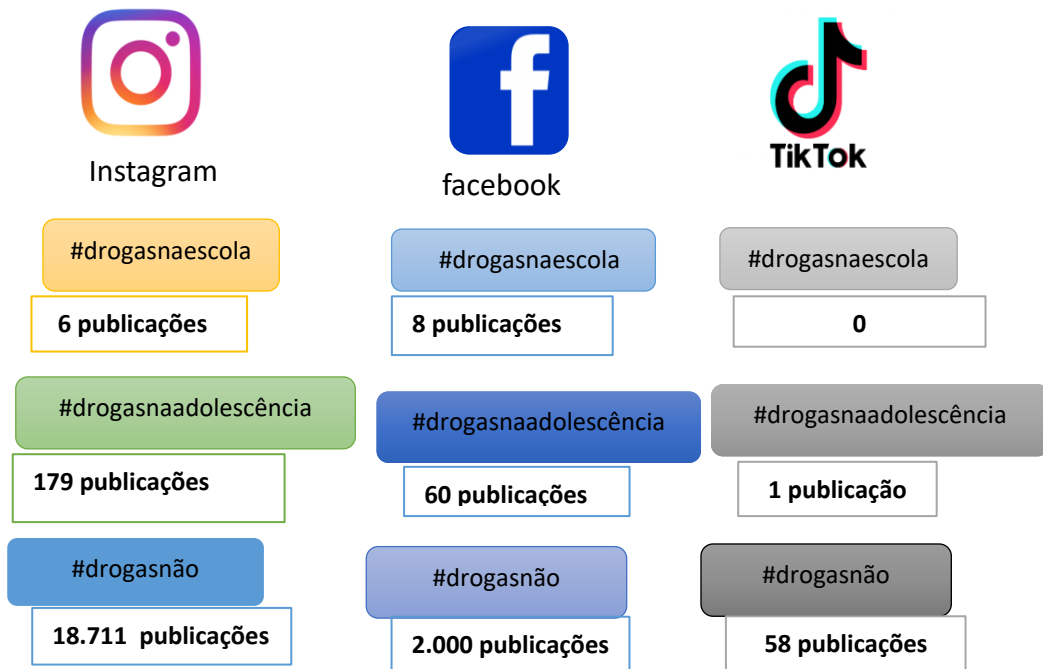 Instagram
facebook
TikTok
#drogasnaescola
#drogasnaescola
#drogasnaescola
6 publicações
8 publicações
0
#drogasnaadolescência
#drogasnaadolescência
#drogasnaadolescência
179 publicações
60 publicações
1 publicação
#drogasnão
#drogasnão
#drogasnão
18.711 publicações
2.000 publicações
58 publicações